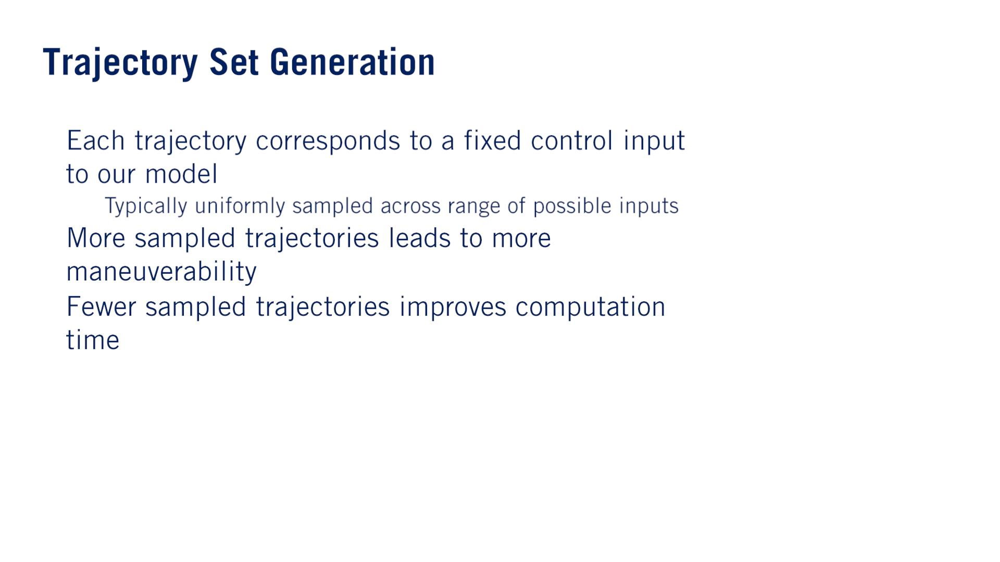 Trajectory Set Generation
Each trajectory corresponds to a fixed control input
to our model
Typically uniformly sampled across range of possible inputs
More sampled trajectories leads to more
maneuverability
Fewer sampled trajectories improves computation
time